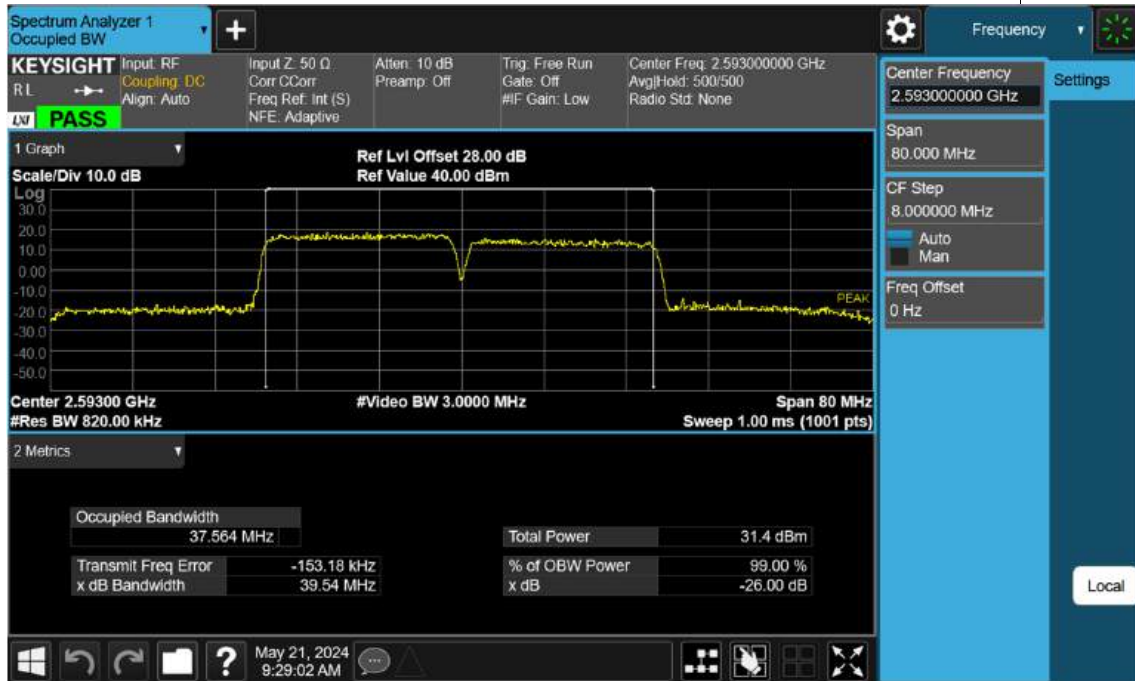 Spectrum Analyzer 1
Occupied BW
+
Frequency
KEYSIGHT
R L
LXI
PASS
Input: RF
Coupling: DC
Align: Auto
Input Z: 50 Ω
Corr CCorr
Freq Ref: Int (S)
NFE: Adaptive
Atten: 10 dB
Preamp: Off
Trig: Free Run
Gate: Off
#IF Gain: Low
Center Freq: 2.593000000 GHz
Avg|Hold: 500/500
Radio Std: None
1 Graph
Scale/Div 10.0 dB
Ref Lvl Offset 28.00 dB
Ref Value 40.00 dBm
Log
30.0
20.0
10.0
0.00
-10.0
-20.0
-30.0
-40.0
-50.0
PEAK
Center 2.59300 GHz
#Res BW 820.00 kHz
#Video BW 3.0000 MHz
Span 80 MHz
Sweep 1.00 ms (1001 pts)
2 Metrics
Occupied Bandwidth
37.564 MHz
Transmit Freq Error -153.18 kHz
x dB Bandwidth 39.54 MHz
Total Power 31.4 dBm
% of OBW Power 99.00 %
x dB -26.00 dB
Center Frequency
2.593000000 GHz
Span
80.000 MHz
CF Step
8.000000 MHz
Auto
Man
Freq Offset
0 Hz
Settings
Local
?
May 21, 2024
9:29:02 AM